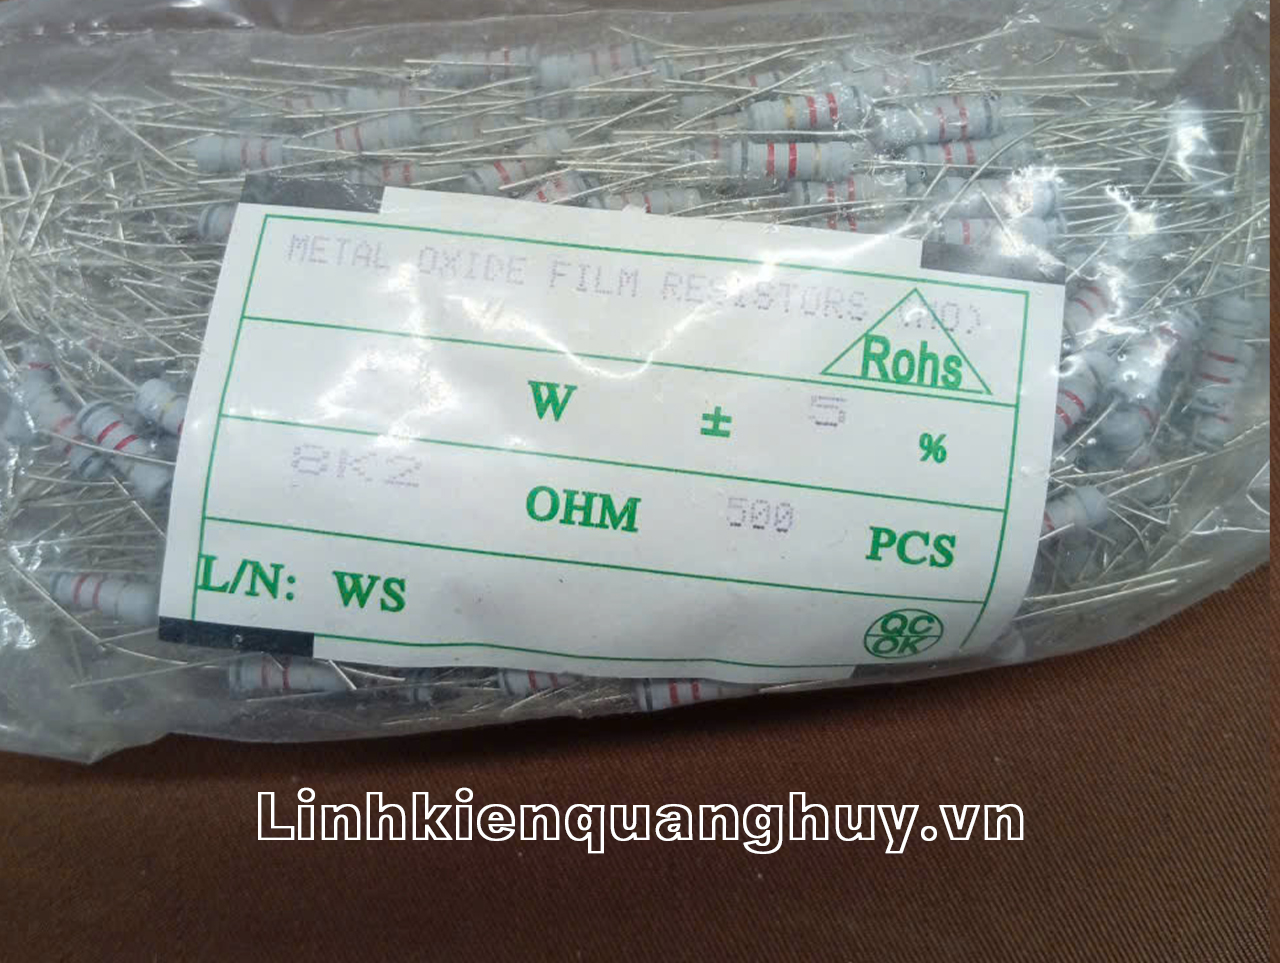 METAL OXIDE FILM RESISTORS (MO)
Rohs
W ± 5 %
8K2 OHM 500 PCS
L/N: WS
QC
OK
Linhkienquanghuy.vn